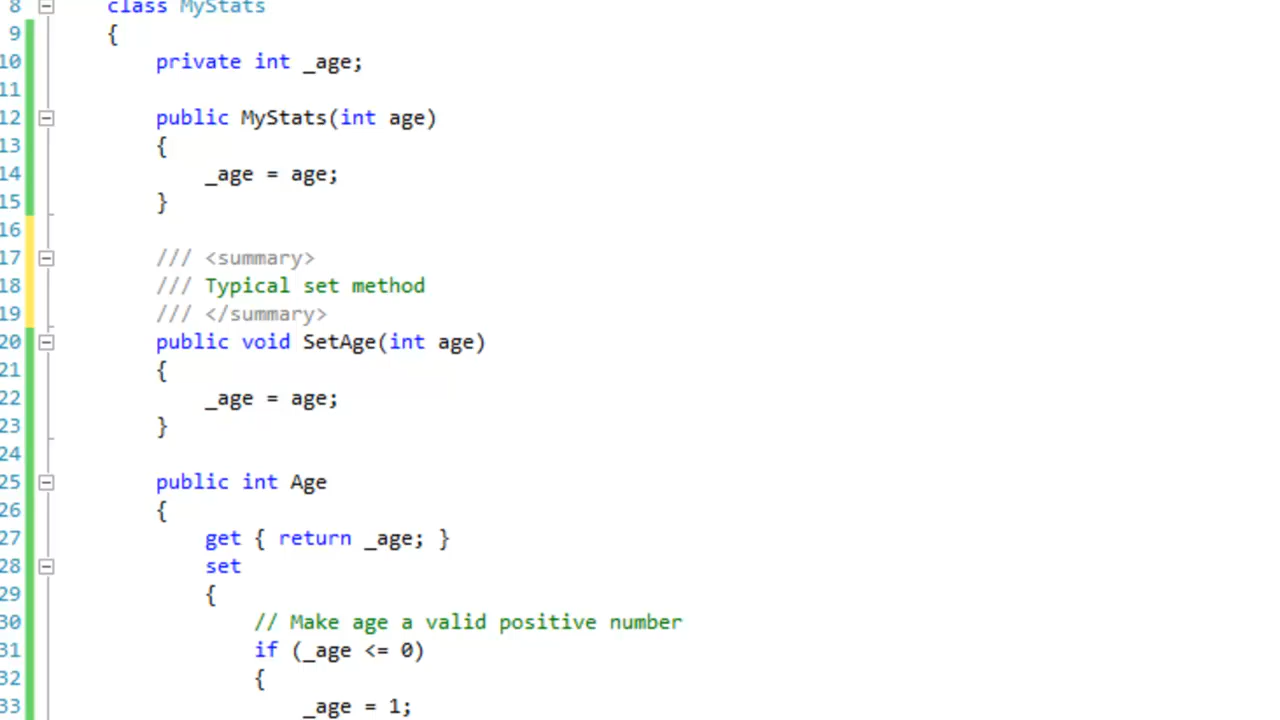 8 class MyStats
9 {
10 private int _age;
11
12 public MyStats(int age)
13 {
14 _age = age;
15 }
16
17 /// <summary>
18 /// Typical set method
19 /// </summary>
20 public void SetAge(int age)
21 {
22 _age = age;
23 }
24
25 public int Age
26 {
27 get { return _age; }
28 set
29 {
30 // Make age a valid positive number
31 if (_age <= 0)
32 {
33 _age = 1;